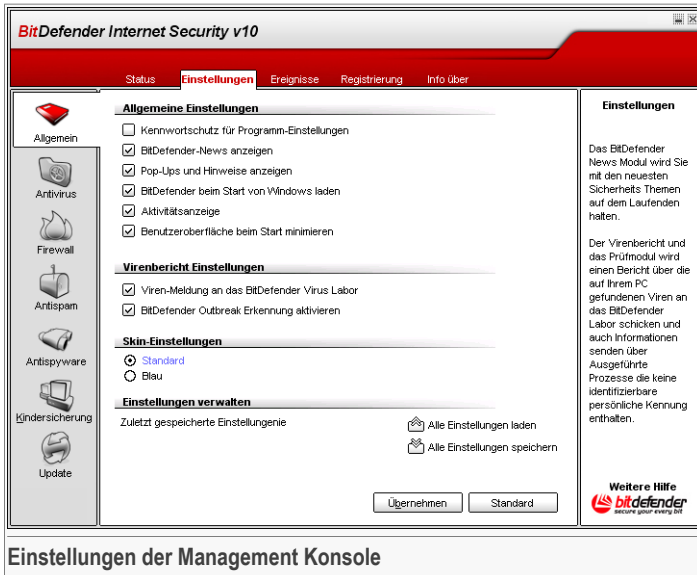 BitDefender Internet Security v10
Status
Einstellungen
Ereignisse
Registrierung
Info über
Allgemein
Antivirus
Firewall
Antispam
Antispyware
Kindersicherung
Update
Allgemeine Einstellungen
Kennwortschutz für Programm-Einstellungen
BitDefender-News anzeigen
Pop-Ups und Hinweise anzeigen
BitDefender beim Start von Windows laden
Aktivitätsanzeige
Benutzeroberfläche beim Start minimieren
Virenbericht Einstellungen
Viren-Meldung an das BitDefender Virus Labor
BitDefender Outbreak Erkennung aktivieren
Skin-Einstellungen
Standard
Blau
Einstellungen verwalten
Zuletzt gespeicherte Einstellungenie
Alle Einstellungen laden
Alle Einstellungen speichern
Übernehmen
Standard
Einstellungen
Das BitDefender
News Modul wird Sie
mit den neuesten
Sicherheits Themen
auf dem Laufenden
halten.
Der Virenbericht und
das Prüfmodul wird
einen Bericht über die
auf Ihrem PC
gefundenen Viren an
das BitDefender
Labor schicken und
auch Informationen
senden über
Ausgeführte
Prozesse die keine
identifizierbare
persönliche Kennung
enthalten.
Weitere Hilfe
bitdefender
secure your every bit
Einstellungen der Management Konsole